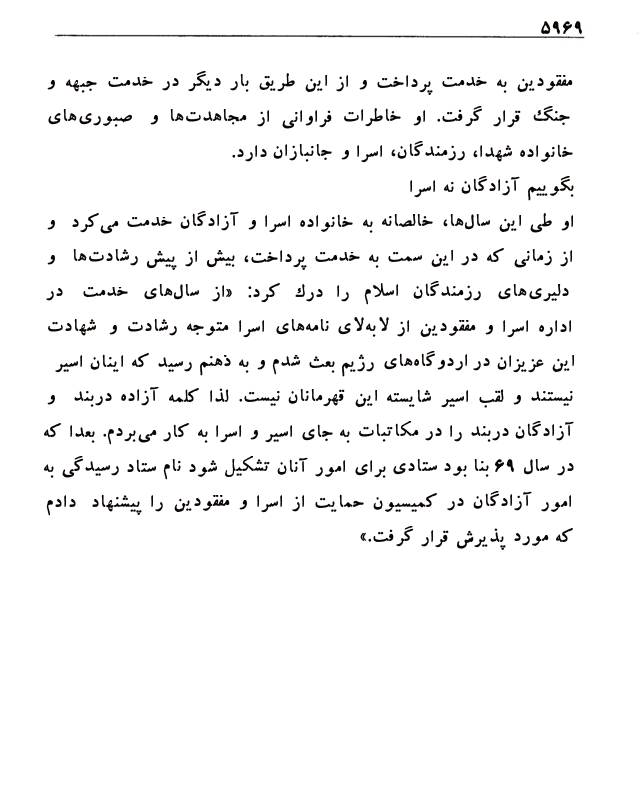 ۵۹۶۹
مفقودین به خدمت پرداخت و از این طریق بار دیگر در خدمت جبهه و
جنگ قرار گرفت. او خاطرات فراوانی از مجاهدت‌ها و صبوری‌های
خانواده شهدا، رزمندگان، اسرا و جانبازان دارد.
بگوییم آزادگان نه اسرا
او طی این سال‌ها، خالصانه به خانواده اسرا و آزادگان خدمت می‌کرد و
از زمانی که در این سمت به خدمت پرداخت، بیش از پیش رشادت‌ها و
دلیری‌های رزمندگان اسلام را درك کرد: «از سال‌های خدمت در
اداره اسرا و مفقودین از لابه‌لای نامه‌های اسرا متوجه رشادت و شهادت
این عزیزان در اردوگاه‌های رژیم بعث شدم و به ذهنم رسید که اینان اسیر
نیستند و لقب اسیر شایسته این قهرمانان نیست. لذا کلمه آزاده دربند و
آزادگان دربند را در مکاتبات به جای اسیر و اسرا به کار می‌بردم. بعدا که
در سال ۶۹ بنا بود ستادی برای امور آنان تشکیل شود نام ستاد رسیدگی به
امور آزادگان در کمیسیون حمایت از اسرا و مفقودین را پیشنهاد دادم
که مورد پذیرش قرار گرفت.»